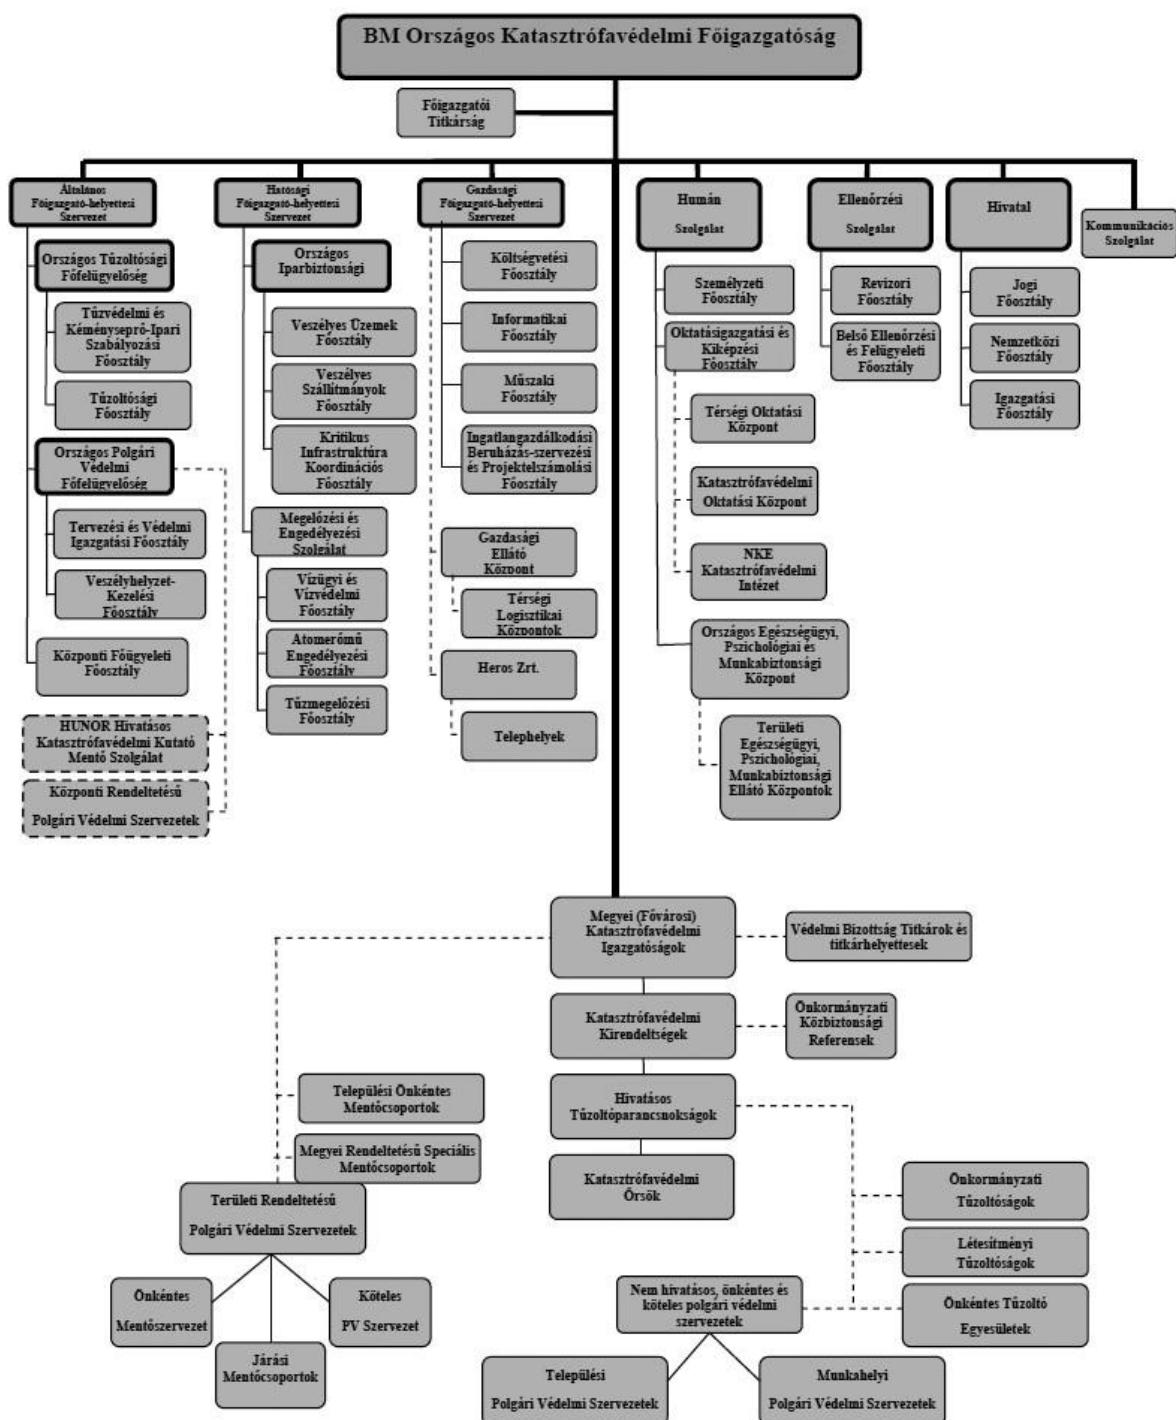 BM Országos Katasztrófavédelmi Főigazgatóság
Főigazgatói
Titkárság
Általános
Főigazgató-helyettesi
Szervezet
Országos Tűzoltósági
Főfelügyelőség
Tűzvédelmi és
Kéményseprő-Ipari
Szabályozási
Főosztály
Tűzoltósági
Főosztály
Országos Polgári
Védelmi
Főfelügyelőség
Tervezési és Védelmi
Igazgatási Főosztály
Veszélyhelyzet-
Kezelési
Főosztály
Központi Főügyeleti
Főosztály
HUNOR Hivatásos
Katasztrófavédelmi Kutató
Mentő Szolgálat
Központi Rendeltetésű
Polgári Védelmi Szervezetek
Hatósági
Főigazgató-helyettesi
Szervezet
Országos
Iparbiztonsági
Veszélyes Üzemek
Főosztály
Veszélyes
Szállítmányok
Főosztály
Kritikus
Infrastruktúra
Koordinációs
Főosztály
Megelőzési és
Engedélyezési
Szolgálat
Vízügyi és
Vízvédelmi
Főosztály
Atomerőmű
Engedélyezési
Főosztály
Tűzmegelőzési
Főosztály
Gazdasági
Főigazgató-helyettesi
Szervezet
Költségvetési
Főosztály
Informatikai
Főosztály
Műszaki
Főosztály
Ingatlangazdálkodási
Beruházás-szervezési
és Projektelszámolási
Főosztály
Gazdasági
Ellátó
Központ
Térségi
Logisztikai
Központok
Heros Zrt.
Telephelyek
Humán
Szolgálat
Személyzeti
Főosztály
Oktatásigazgatási és
Kiképzési
Főosztály
Térségi Oktatási
Központ
Katasztrófavédelmi
Oktatási Központ
NKE
Katasztrófavédelmi
Intézet
Országos Egészségügyi,
Pszichológiai és
Munkabiztonsági
Központ
Területi
Egészségügyi,
Pszichológiai,
Munkabiztonsági
Ellátó Központok
Ellenőrzési
Szolgálat
Revizori
Főosztály
Belső Ellenőrzési
és Felügyeleti
Főosztály
Hivatal
Jogi
Főosztály
Nemzetközi
Főosztály
Igazgatási
Főosztály
Kommunikációs
Szolgálat
Megyei (Fővárosi)
Katasztrófavédelmi
Igazgatóságok
Védelmi Bizottság Titkárok és
titkárhelyettesek
Katasztrófavédelmi
Kirendeltségek
Önkormányzati
Közbiztonsági
Referensek
Hivatásos
Tűzoltóparancsnokságok
Katasztrófavédelmi
Őrsök
Települési Önkéntes
Mentőcsoportok
Megyei Rendeltetésű Speciális
Mentőcsoportok
Területi Rendeltetésű
Polgári Védelmi Szervezetek
Önkéntes
Mentőszervezet
Járási
Mentőcsoportok
Köteles
PV Szervezet
Önkormányzati
Tűzoltóságok
Létesítményi
Tűzoltóságok
Önkéntes Tűzoltó
Egyesületek
Nem hivatásos, önkéntes és
köteles polgári védelmi
szervezetek
Települési
Polgári Védelmi Szervezetek
Munkahelyi
Polgári Védelmi Szervezetek